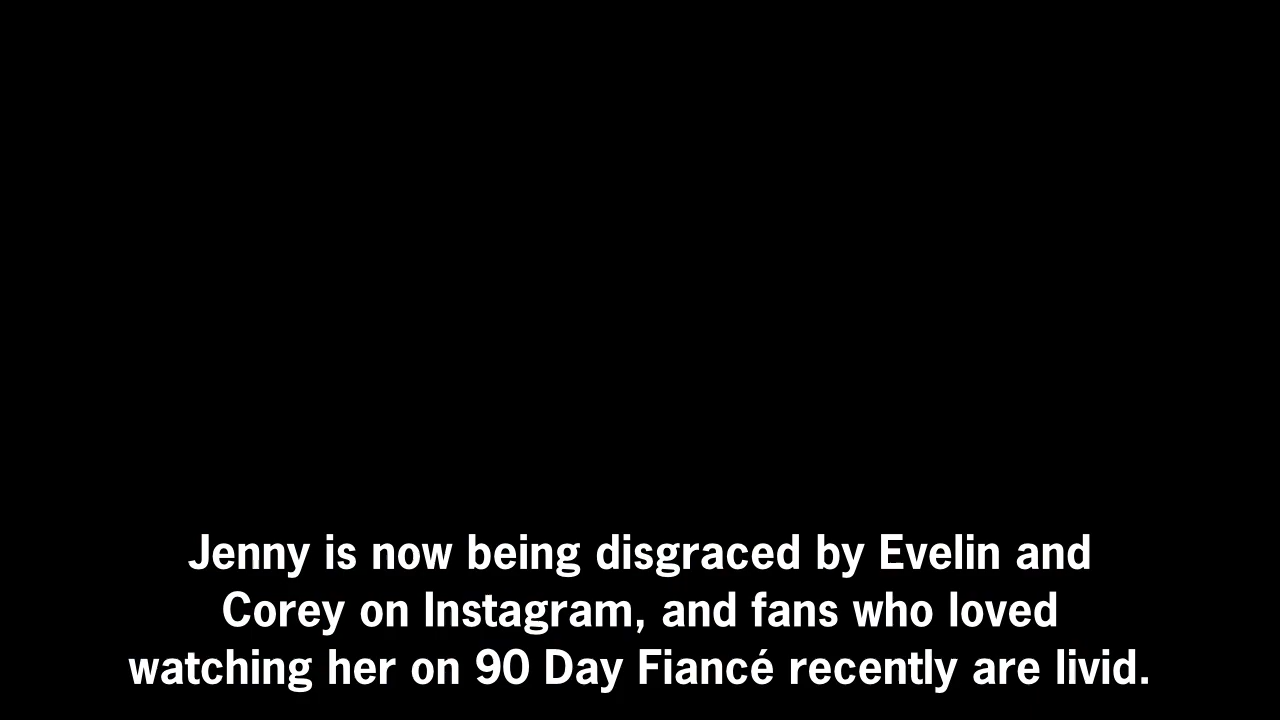 Jenny is now being disgraced by Evelin and
Corey on Instagram, and fans who loved
watching her on 90 Day Fiancé recently are livid.